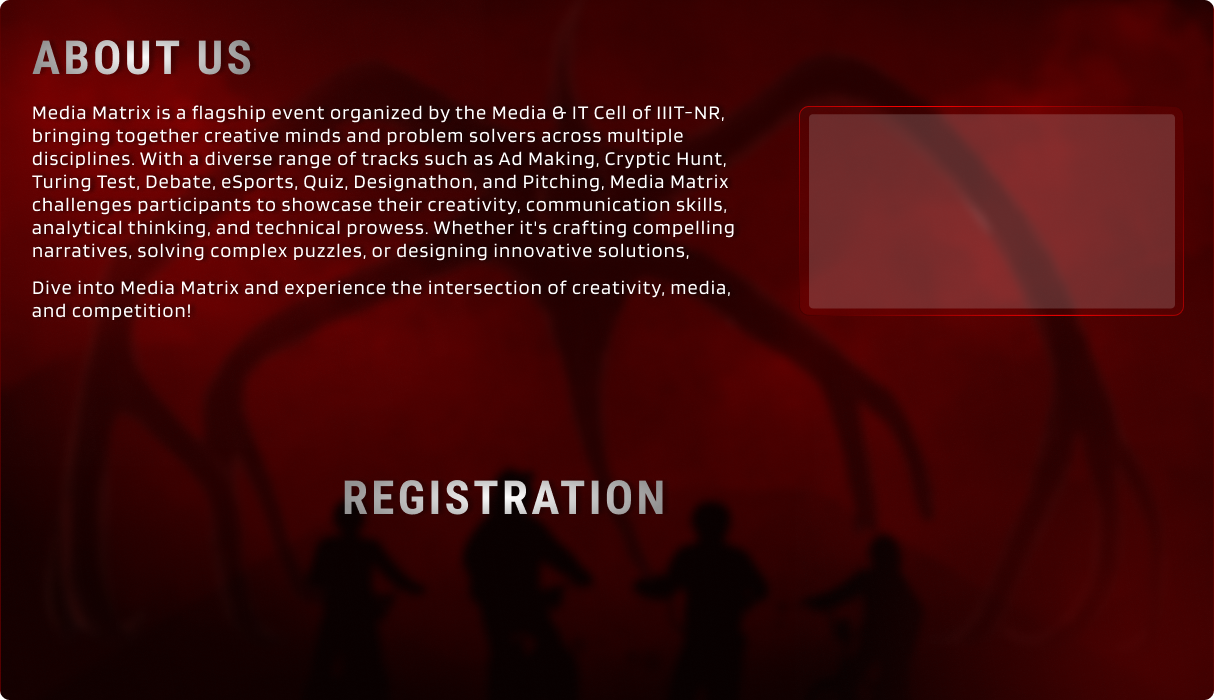 ABOUT US
Media Matrix is a flagship event organized by the Media & IT Cell of IIIT-NR,
bringing together creative minds and problem solvers across multiple
disciplines. With a diverse range of tracks such as Ad Making, Cryptic Hunt,
Turing Test, Debate, eSports, Quiz, Designathon, and Pitching, Media Matrix
challenges participants to showcase their creativity, communication skills,
analytical thinking, and technical prowess. Whether it's crafting compelling
narratives, solving complex puzzles, or designing innovative solutions,
Dive into Media Matrix and experience the intersection of creativity, media,
and competition!
REGISTRATION